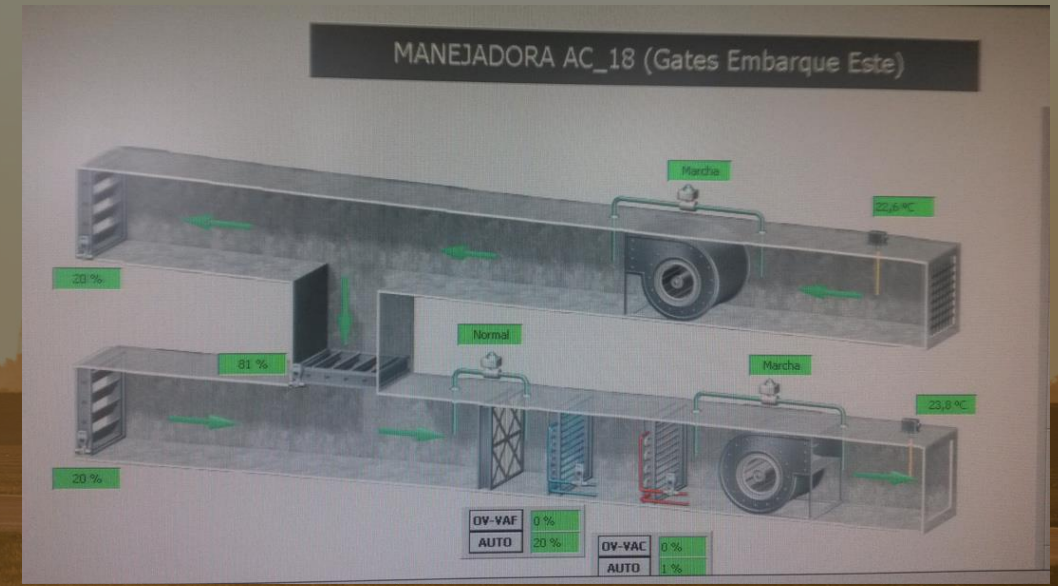 MANEJADORA AC_18 (Gates Embarque Este)
Marcha
22,6 ºC
20 %
Normal
81 %
Marcha
23,8 ºC
20 %
OV-VAF 0 %
AUTO 20 %
OV-VAC 0 %
AUTO 1 %